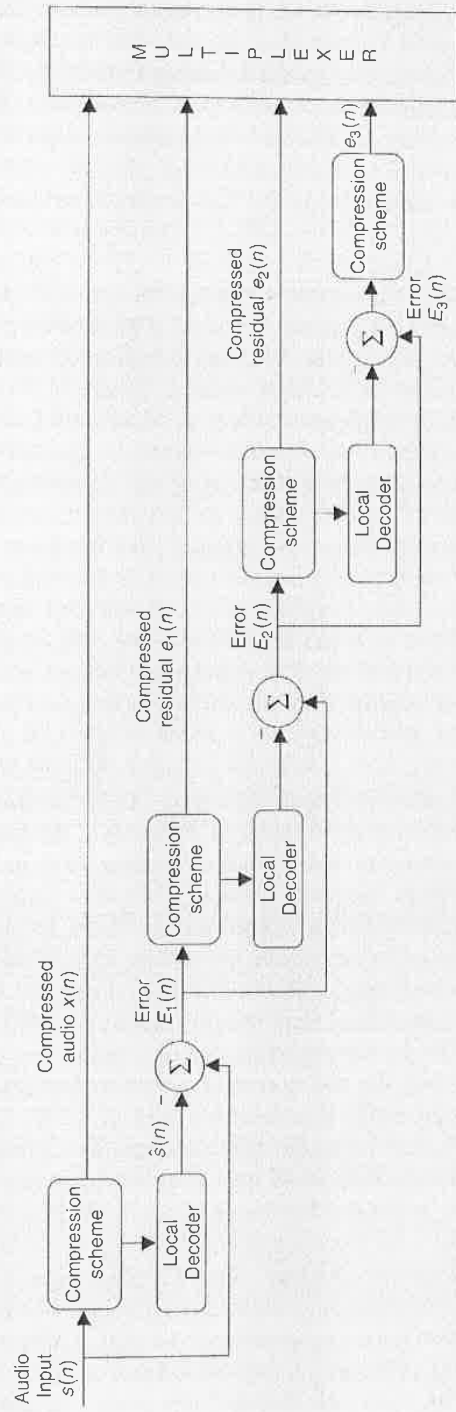 Audio
Input
s(n)
Compression
scheme
Local
Decoder
ŝ(n)
−
Σ
Compressed
audio x(n)
Error
E₁(n)
Compression
scheme
Local
Decoder
−
Σ
Compressed
residual e₁(n)
Error
E₂(n)
Compression
scheme
Local
Decoder
−
Σ
Compressed
residual e₂(n)
Error
E₃(n)
Compression
scheme
e₃(n)
MULTIPLEXER